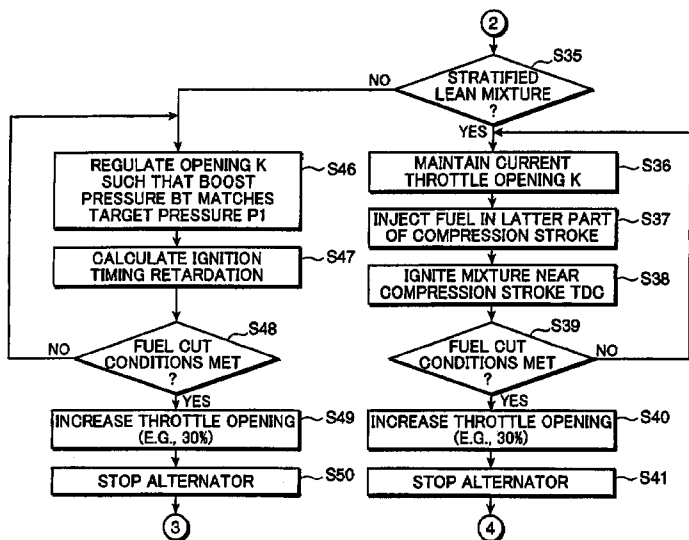 2
S35
STRATIFIED
LEAN MIXTURE
?
NO
YES
REGULATE OPENING K
SUCH THAT BOOST
PRESSURE BT MATCHES
TARGET PRESSURE P1
S46
CALCULATE IGNITION
TIMING RETARDATION
S47
S48
FUEL CUT
CONDITIONS MET
?
NO
YES
INCREASE THROTTLE OPENING
(E.G., 30%)
S49
STOP ALTERNATOR
S50
3
MAINTAIN CURRENT
THROTTLE OPENING K
S36
INJECT FUEL IN LATTER PART
OF COMPRESSION STROKE
S37
IGNITE MIXTURE NEAR
COMPRESSION STROKE TDC
S38
S39
FUEL CUT
CONDITIONS MET
?
NO
YES
INCREASE THROTTLE OPENING
(E.G., 30%)
S40
STOP ALTERNATOR
S41
4